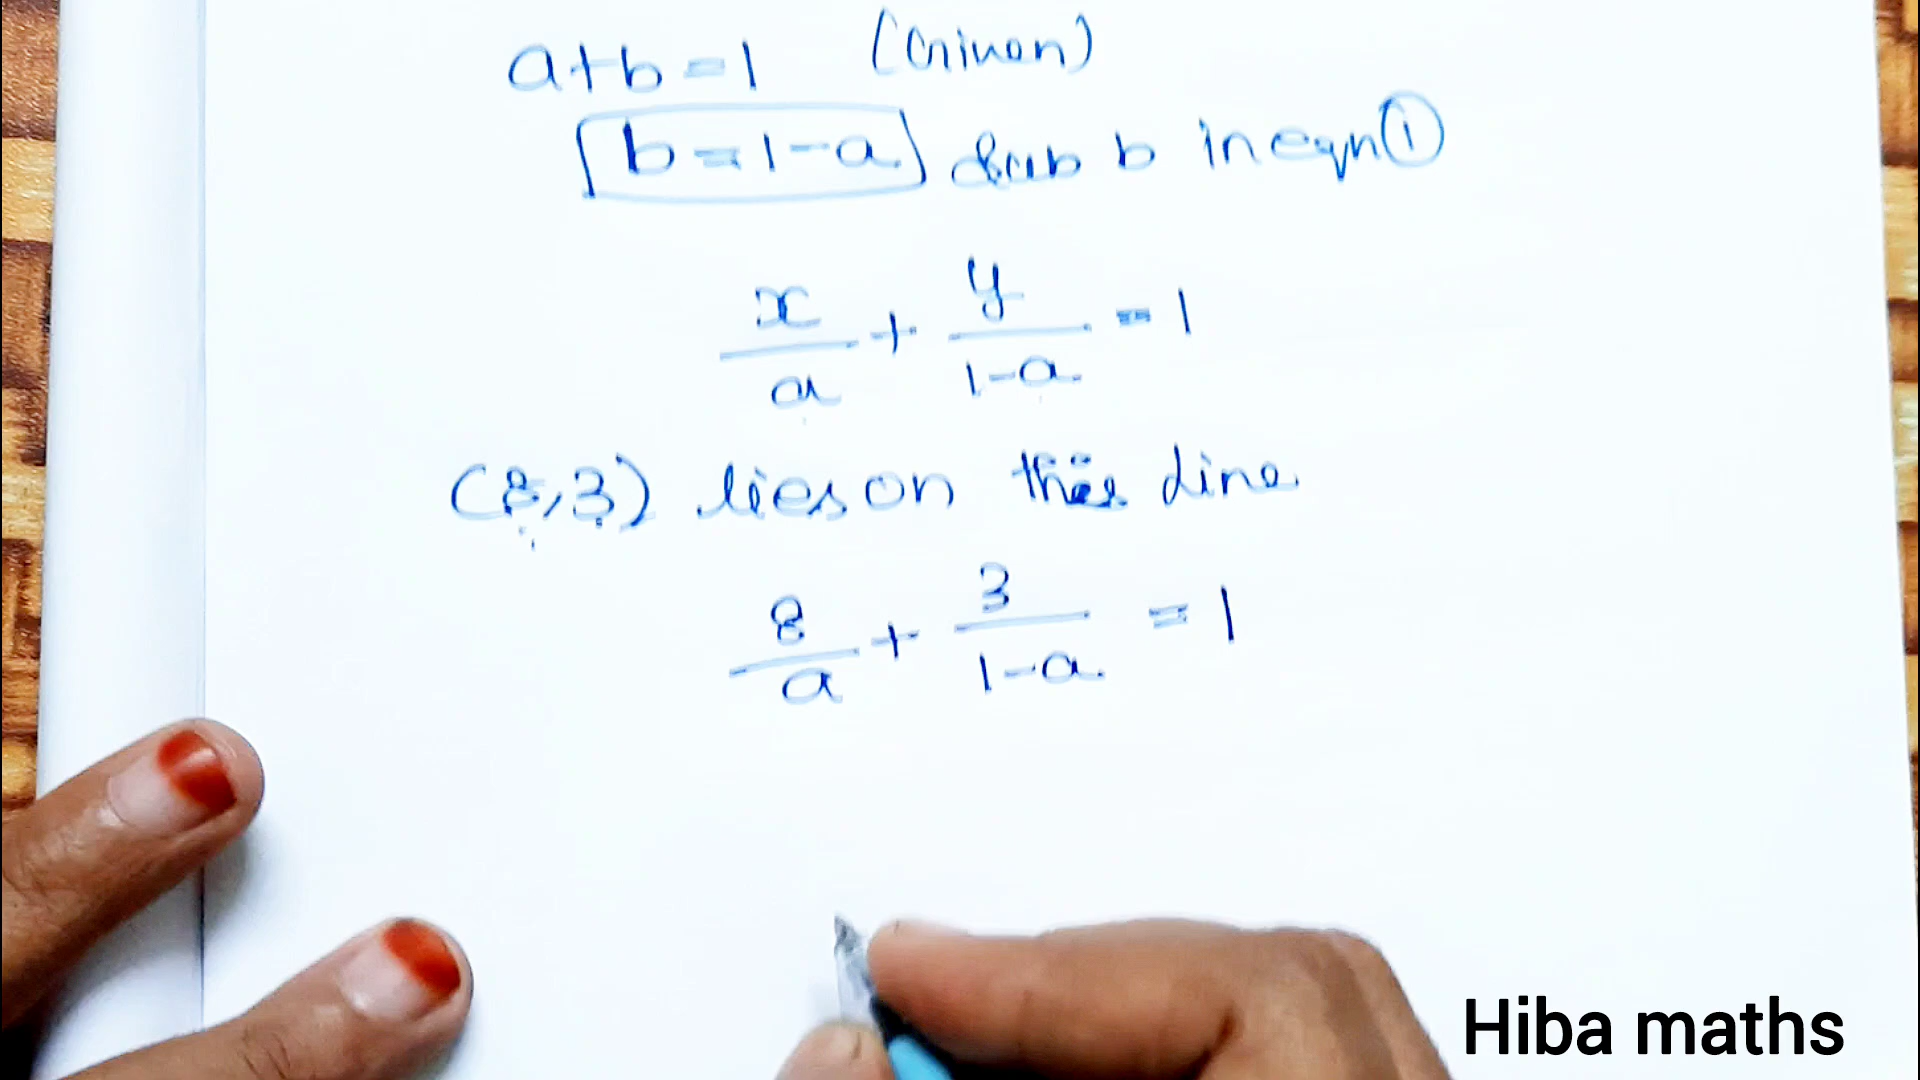 a+b=1 (Given)
b=1-a sub b in eqn ①
x/a + y/1-a = 1
(8,3) lies on this line
8/a + 3/1-a = 1
Hiba maths